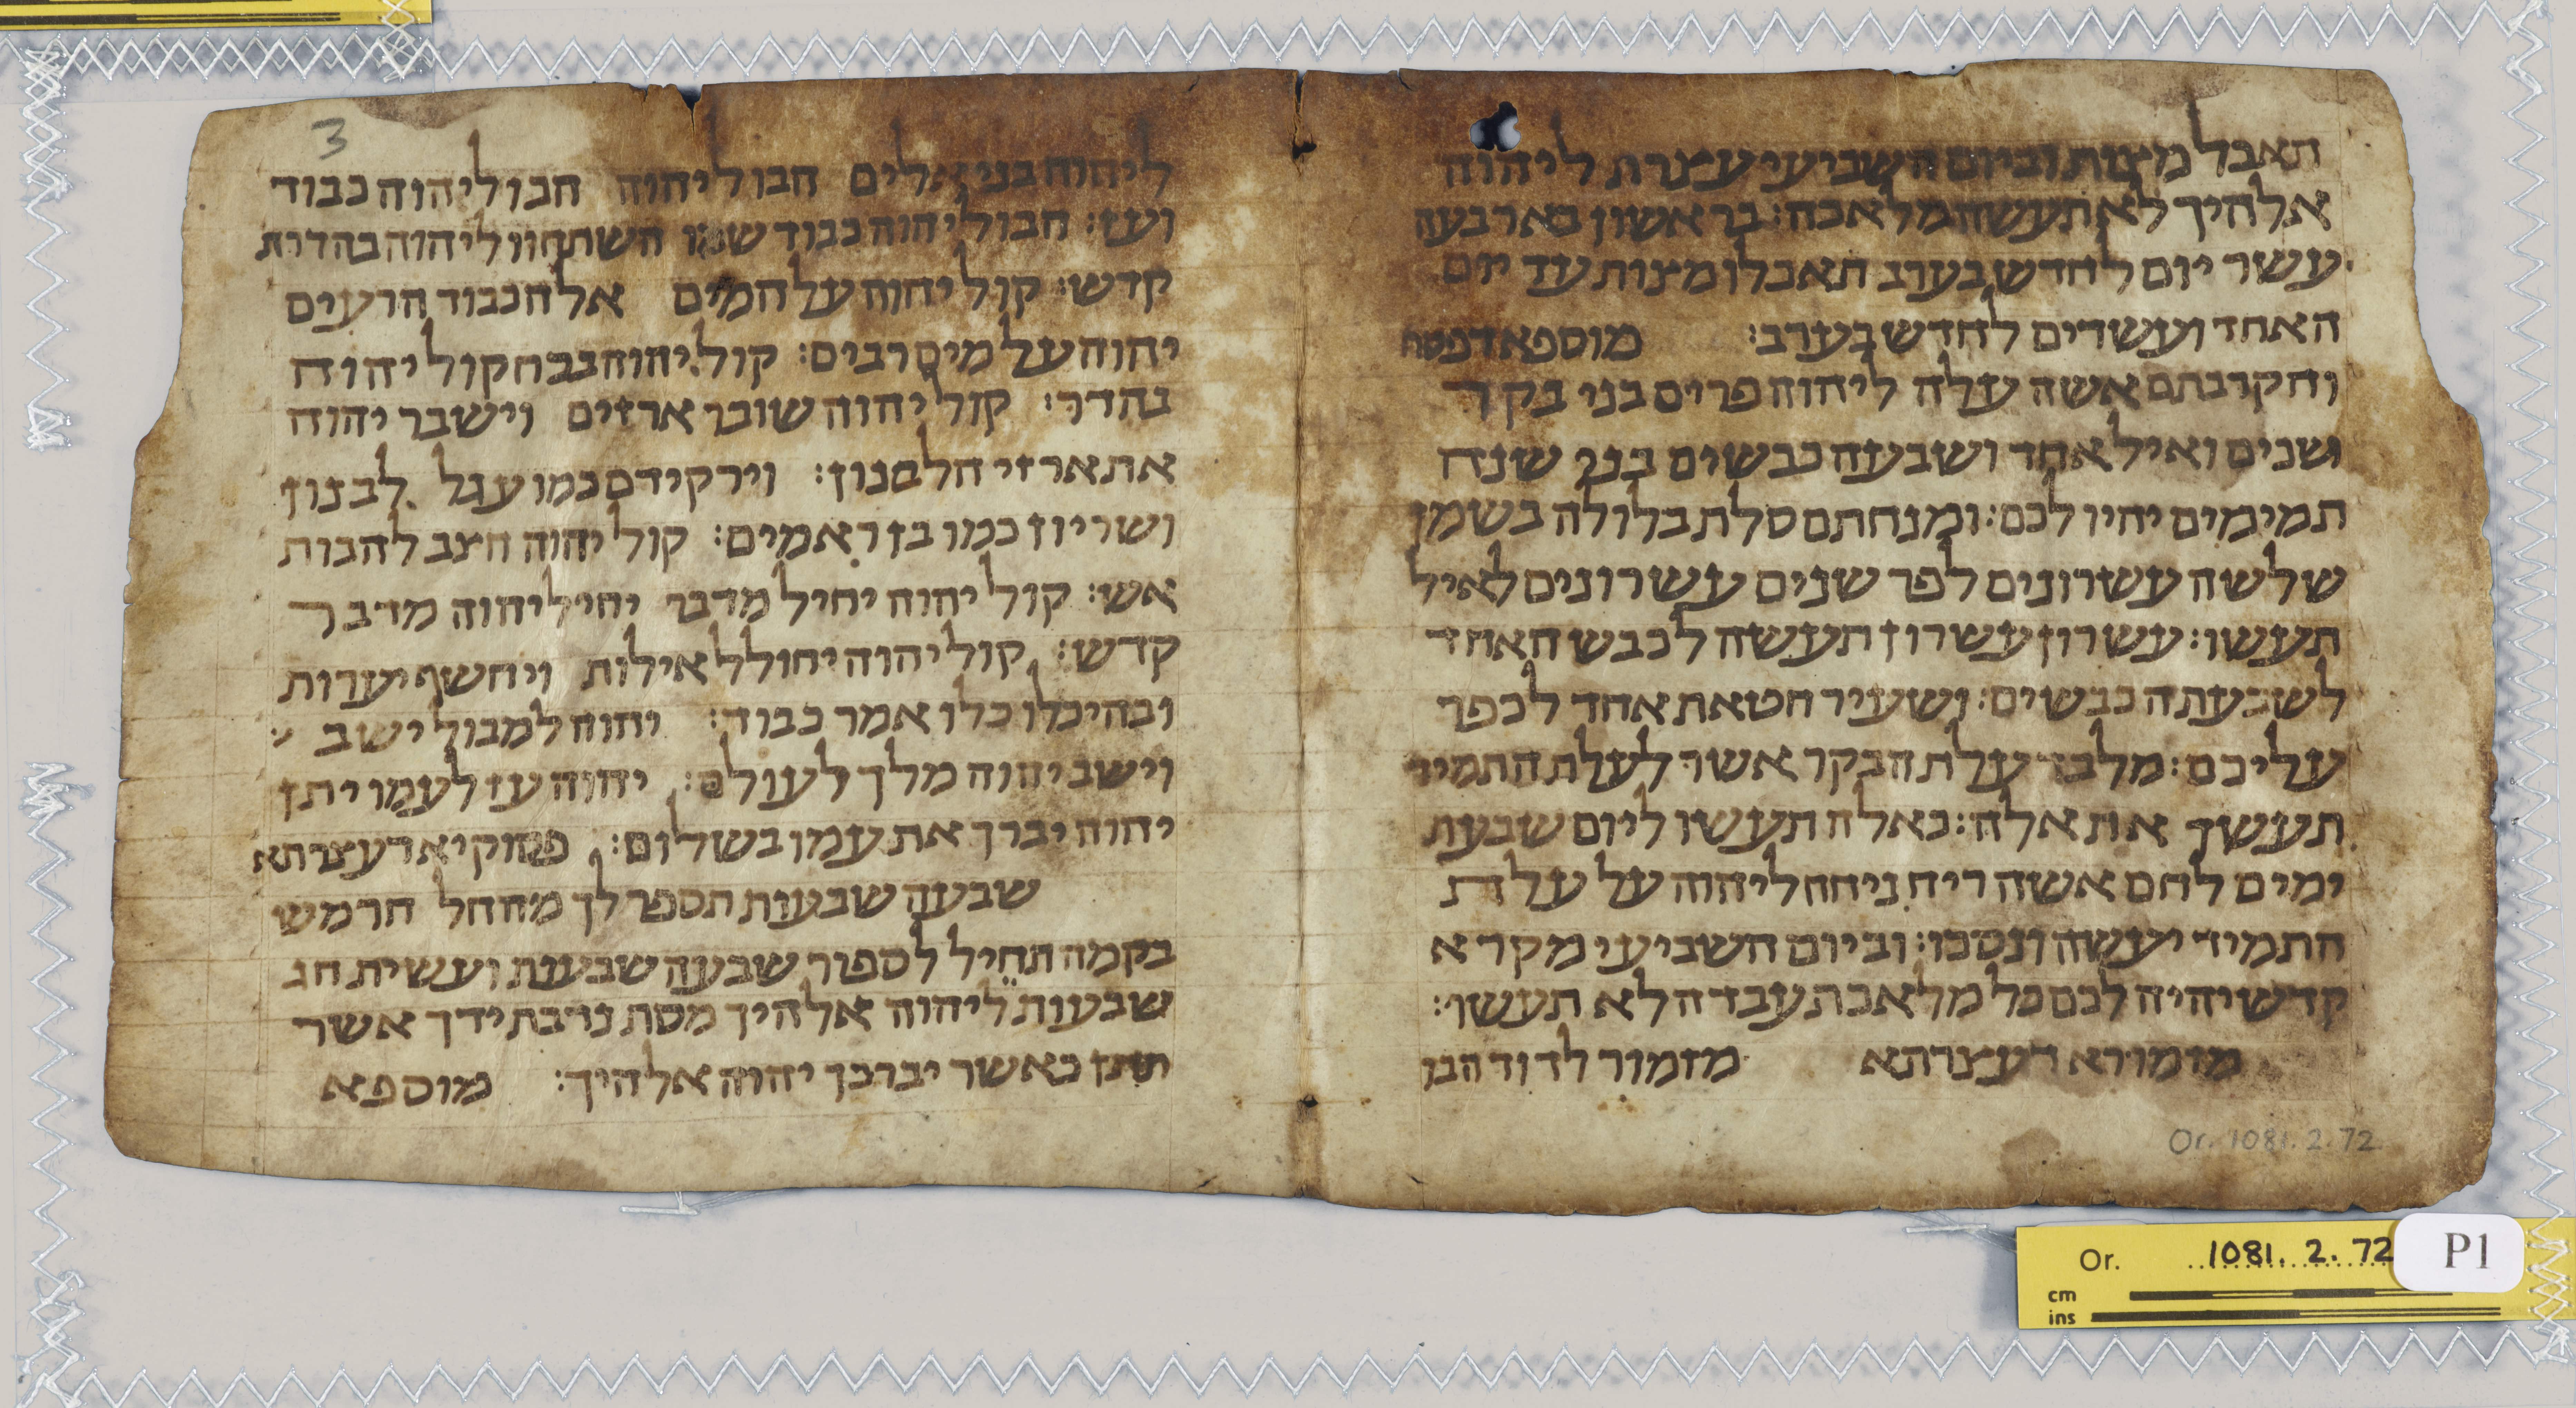 תאכל מצות וביום השביעי עצרת ליהוה
אלהיך לא תעשה מלאכה: בראשון בארבעה
עשר יום לחדש בערב תאכלו מצות עד יום
האחד ועשרים לחדש בערב: מוספא דפסח
והקרבתם אשה עלה ליהוה פרים בני בקר
שנים ואיל אחד ושבעה כבשים בני שנה
תמימים יהיו לכם: ומנחתם סלת בלולה בשמן
שלשה עשרונים לפר שנים עשרונים לאיל
תעשו: עשרון עשרון תעשה לכבש האחד
לשבעת הכבשים: ושעיר חטאת אחד לכפר
עליכם: מלבד עלת הבקר אשר לעלת התמיד
תעשו את אלה: כאלה תעשו ליום שבעת
ימים לחם אשה ריח ניחח ליהוה על עלת
התמיד יעשה ונסכו: וביום השביעי מקרא
קדש יהיה לכם כל מלאכת עבדה לא תעשו:
מזמורא דעצרתא מזמור לדוד הבו
3
ליהוה בני אלים הבו ליהוה הבו ליהוה כבוד
ועז: הבו ליהוה כבוד שמו השתחוו ליהוה בהדרת
קדש: קול יהוה על המים אל הכבוד הרעים
יהוה על מים רבים: קול יהוה בכח קול יהוה
בהדר: קול יהוה שובר ארזים וישבר יהוה
את ארזי הלבנון: וירקידם כמו עגל לבנון
ושריון כמו בן ראמים: קול יהוה חצב להבות
אש: קול יהוה יחיל מדבר יחיל יהוה מדבר
קדש: קול יהוה יחולל אילות ויחשף יערות
ובהיכלו כלו אמר כבוד: יהוה למבול ישב
וישב יהוה מלך לעולם: יהוה עז לעמו יתן
יהוה יברך את עמו בשלום: פסוקיא דעצרתא
שבעה שבעות תספר לך מהחל חרמש
בקמה תחיל לספור שבעה שבעות ועשית חג
שבעות ליהוה אלהיך מסת נדבת ידך אשר
תתן כאשר יברכך יהוה אלהיך: מוספא
Or. 1081. 2. 72
Or. 1081. 2. 72 P1
cm
ins